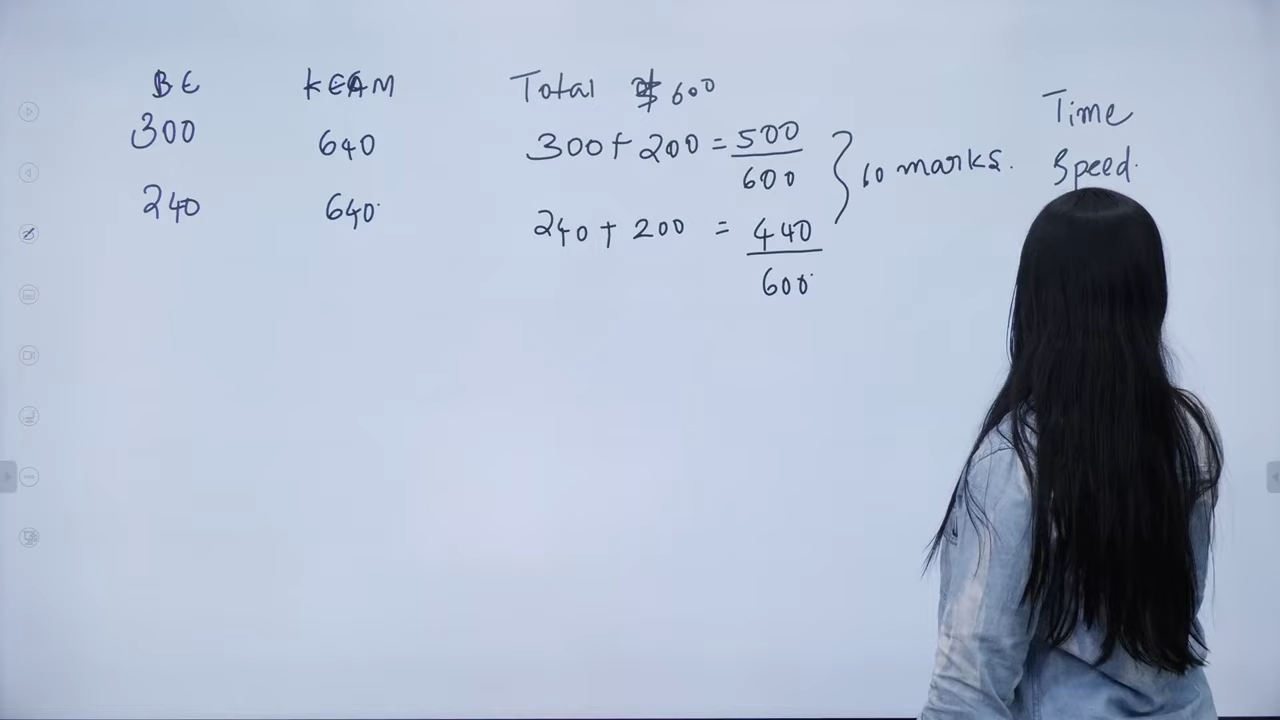 BE KEAM Total 600
300 640 300 + 200 = 500/600
240 640 240 + 200 = 440/600
} 60 marks.
Time
Speed.